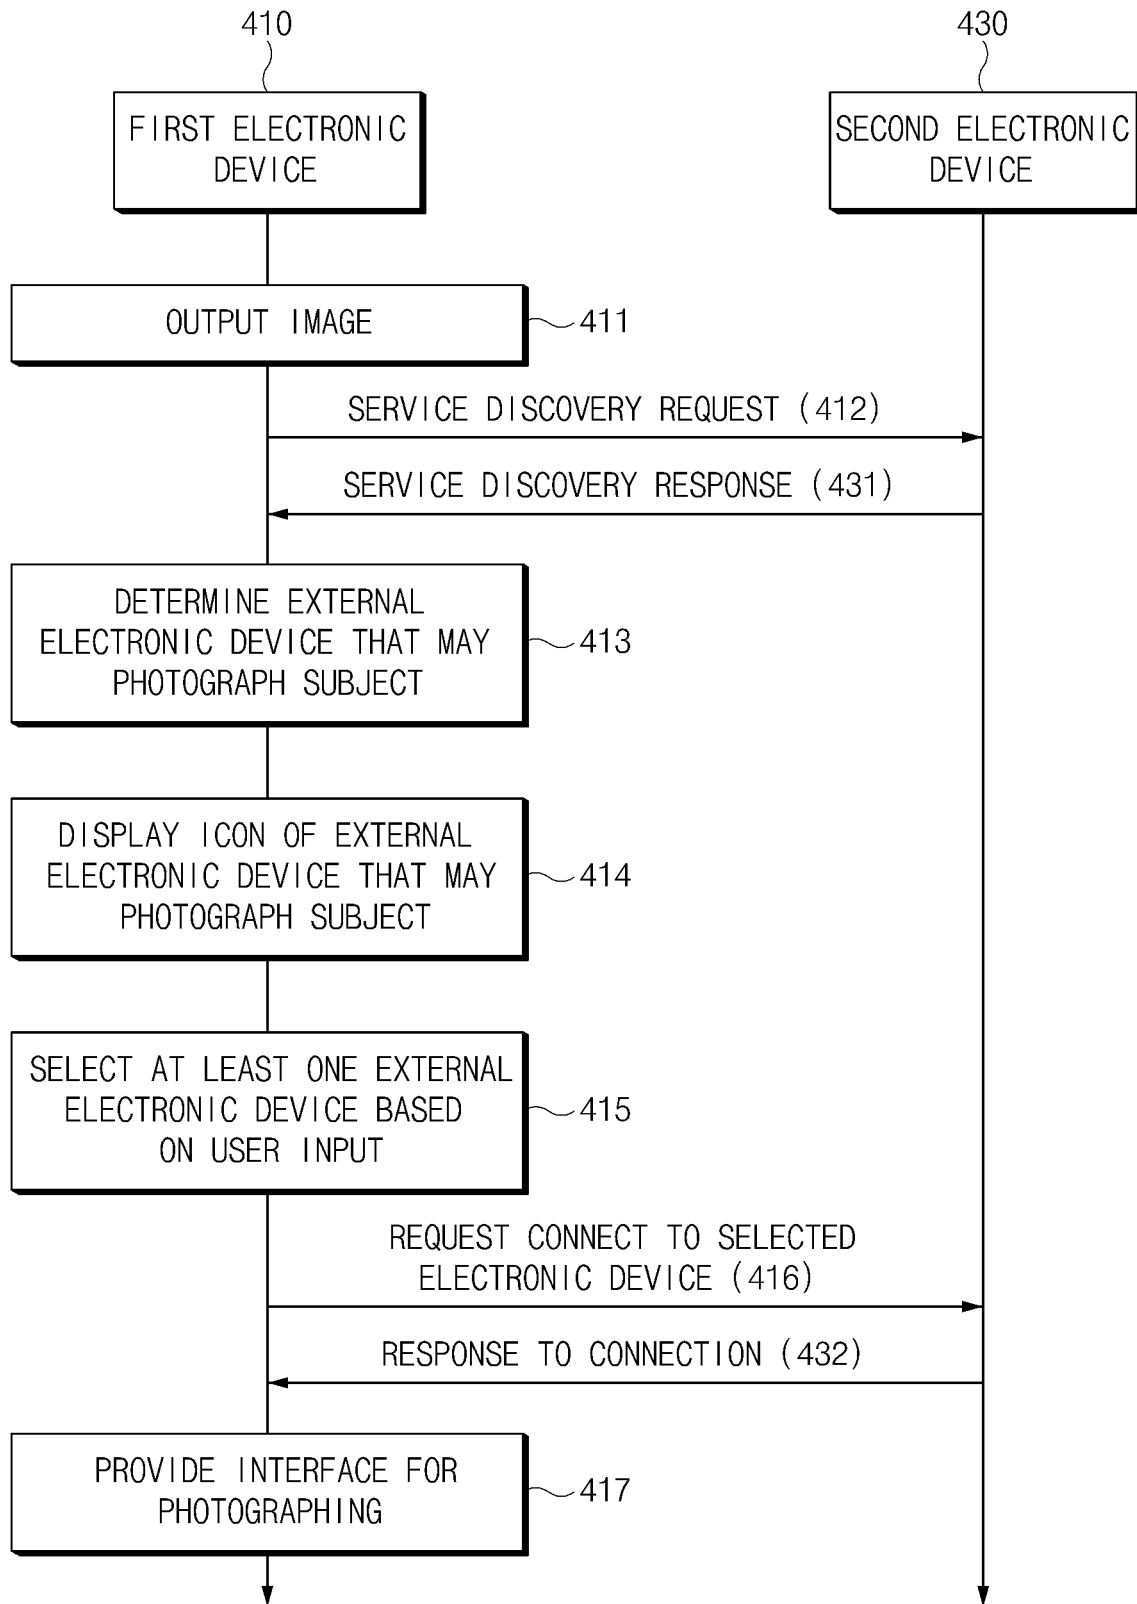 410
430
FIRST ELECTRONIC
DEVICE
SECOND ELECTRONIC
DEVICE
OUTPUT IMAGE
411
SERVICE DISCOVERY REQUEST (412)
SERVICE DISCOVERY RESPONSE (431)
DETERMINE EXTERNAL
ELECTRONIC DEVICE THAT MAY
PHOTOGRAPH SUBJECT
413
DISPLAY ICON OF EXTERNAL
ELECTRONIC DEVICE THAT MAY
PHOTOGRAPH SUBJECT
414
SELECT AT LEAST ONE EXTERNAL
ELECTRONIC DEVICE BASED
ON USER INPUT
415
REQUEST CONNECT TO SELECTED
ELECTRONIC DEVICE (416)
RESPONSE TO CONNECTION (432)
PROVIDE INTERFACE FOR
PHOTOGRAPHING
417